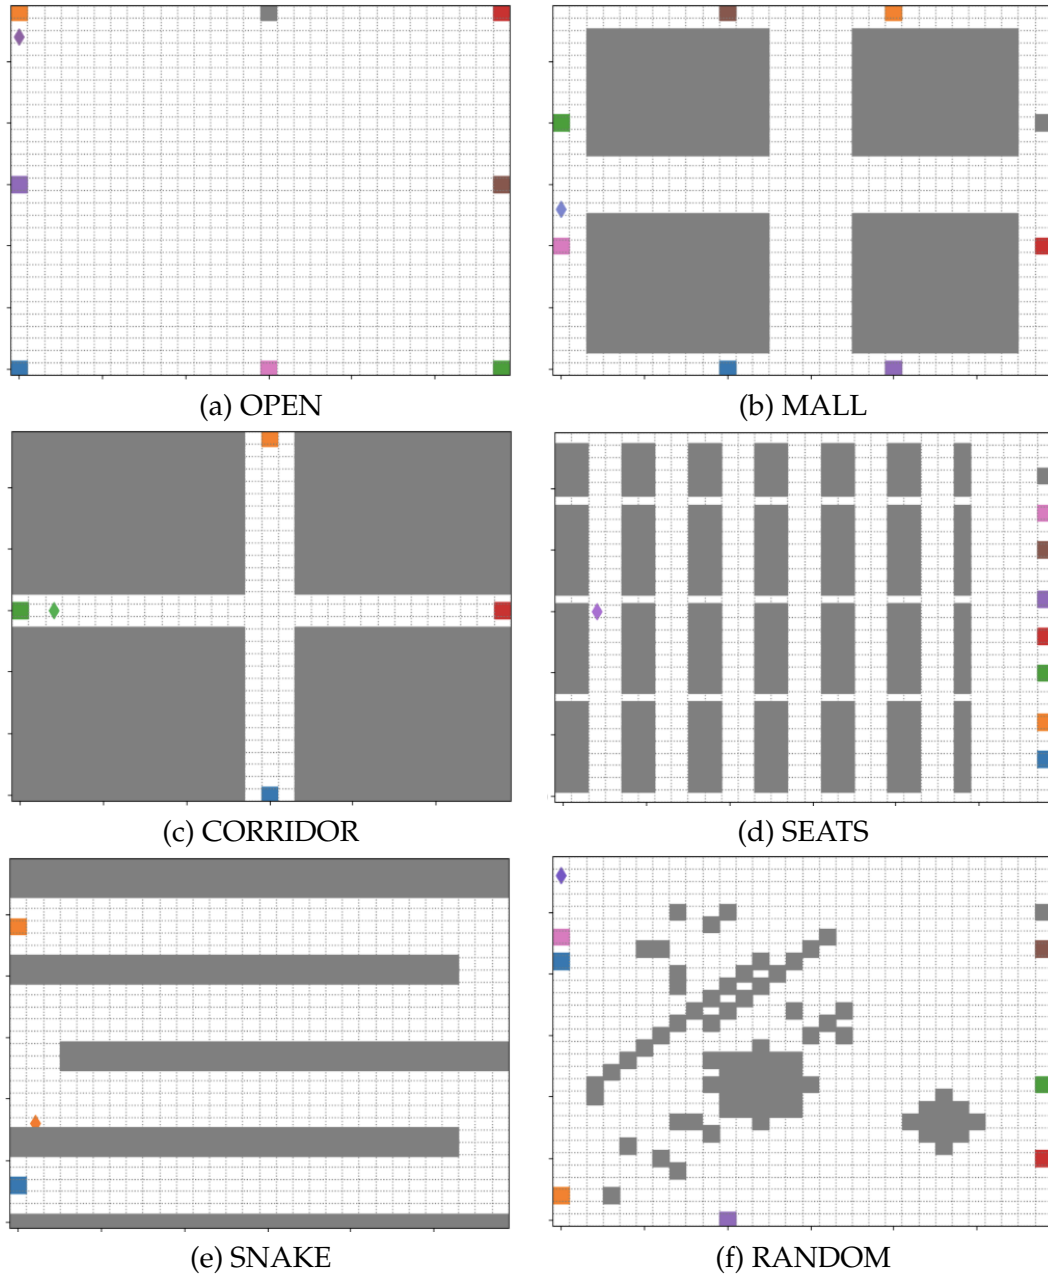 (a) OPEN
(b) MALL
(c) CORRIDOR
(d) SEATS
(e) SNAKE
(f) RANDOM